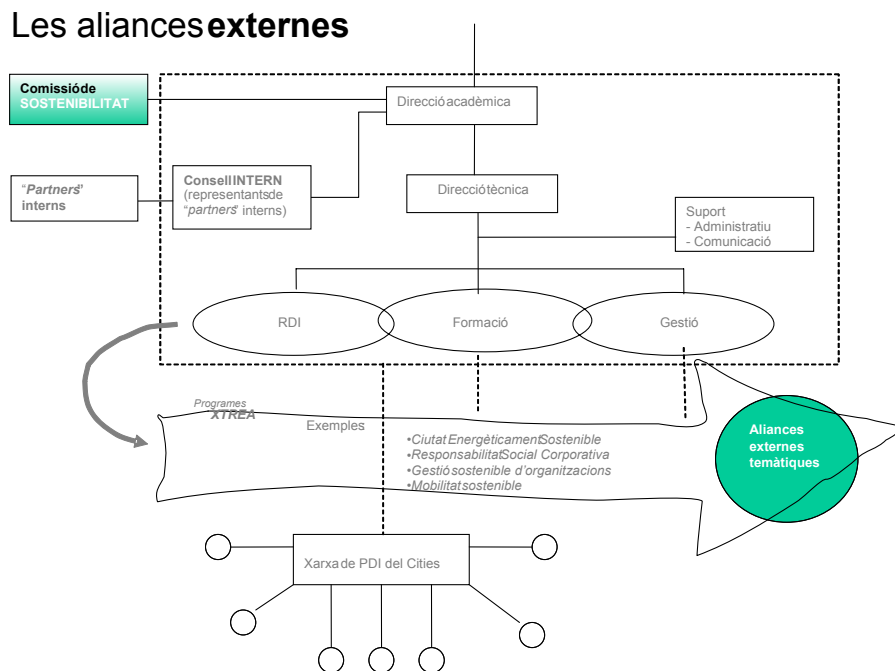 Les aliances externes
Comissió de
SOSTENIBILITAT
Direcció acadèmica
"Partners"
interns
Consell INTERN
(representants de
"partners" interns)
Direcció tècnica
Suport
- Administratiu
- Comunicació
RDI
Formació
Gestió
Programes
XTREA
Exemples
•Ciutat Energèticament Sostenible
•Responsabilitat Social Corporativa
•Gestió sostenible d'organitzacions
•Mobilitat sostenible
Aliances
externes
temàtiques
Xarxa de PDI del Cities